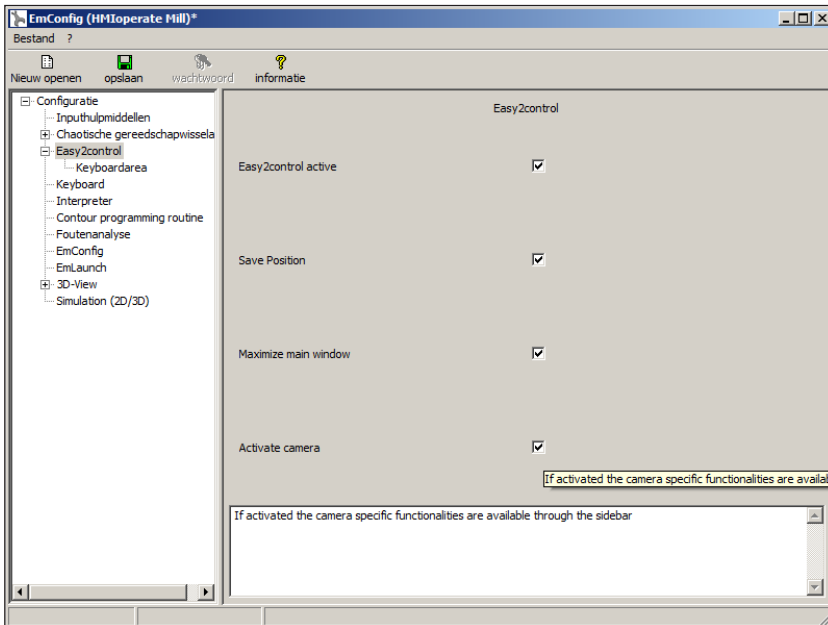 EmConfig (HMIoperate Mill)*
Bestand ?
Nieuw openen opslaan wachtwoord informatie
Configuratie
Inputhulpmiddellen
Chaotische gereedschapwissela
Easy2control
Keyboardarea
Keyboard
Interpreter
Contour programming routine
Foutenanalyse
EmConfig
EmLaunch
3D-View
Simulation (2D/3D)
Easy2control
Easy2control active
Save Position
Maximize main window
Activate camera
If activated the camera specific functionalities are availab
If activated the camera specific functionalities are available through the sidebar